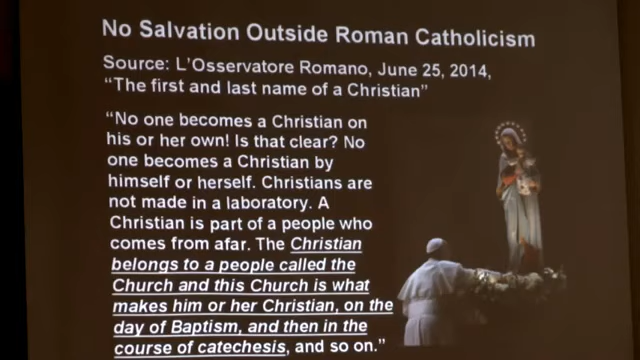 No Salvation Outside Roman Catholicism
Source: L'Osservatore Romano, June 25, 2014,
"The first and last name of a Christian"
"No one becomes a Christian on
his or her own! Is that clear? No
one becomes a Christian by
himself or herself. Christians are
not made in a laboratory. A
Christian is part of a people who
comes from afar. The Christian
belongs to a people called the
Church and this Church is what
makes him or her Christian, on the
day of Baptism, and then in the
course of catechesis, and so on."